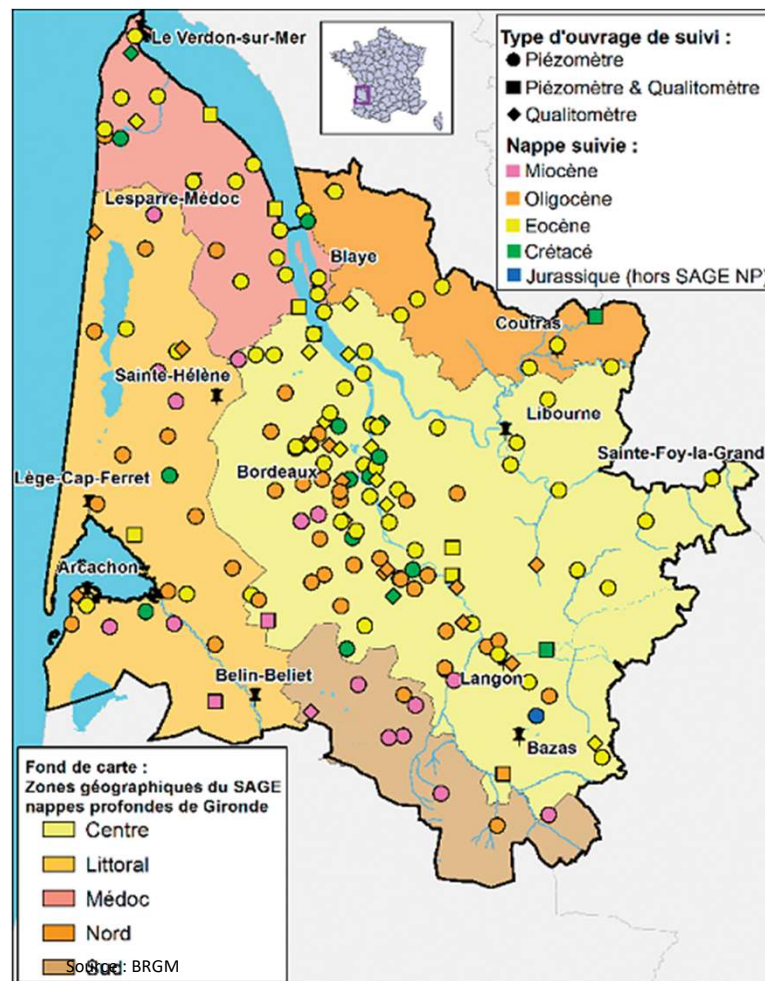 Le Verdon-sur-Mer
Type d'ouvrage de suivi :
Piézomètre
Piézomètre & Qualitomètre
Qualitomètre
Nappe suivie :
Miocène
Oligocène
Eocène
Crétacé
Jurassique (hors SAGE NP)
Lesparre-Médoc
Blaye
Coutras
Sainte-Hélène
Libourne
Sainte-Foy-la-Grand
Bordeaux
Lège-Cap-Ferret
Arcachon
Belin-Beliet
Langon
Bazas
Fond de carte :
Zones géographiques du SAGE
nappes profondes de Gironde
Centre
Littoral
Médoc
Nord
Sud
Source : BRGM